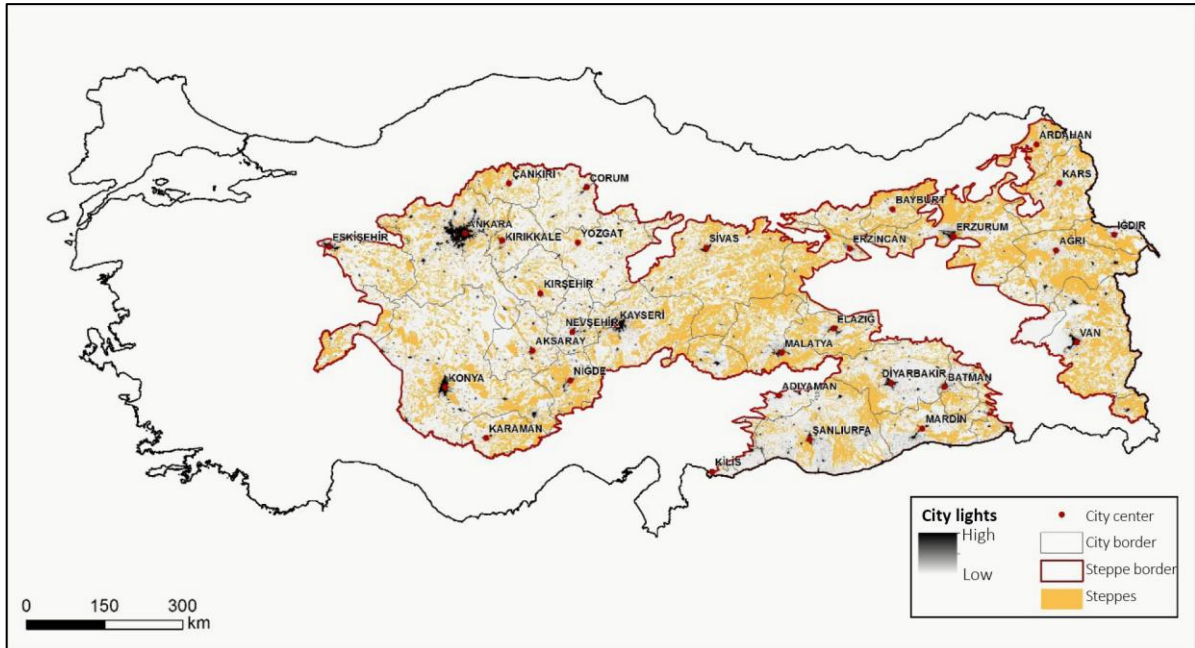 ARDAHAN
ÇANKIRI
ÇORUM
KARS
BAYBURT
ANKARA
ERZURUM
IĞDIR
ESKİŞEHİR
KIRIKKALE
YOZGAT
SİVAS
ERZİNCAN
AĞRI
KIRŞEHİR
NEVŞEHİR
KAYSERİ
ELAZIĞ
VAN
AKSARAY
MALATYA
KONYA
NİĞDE
DİYARBAKIR
BATMAN
ADIYAMAN
KARAMAN
ŞANLIURFA
MARDİN
KİLİS
City lights
High
Low
City center
City border
Steppe border
Steppes
0 150 300
km